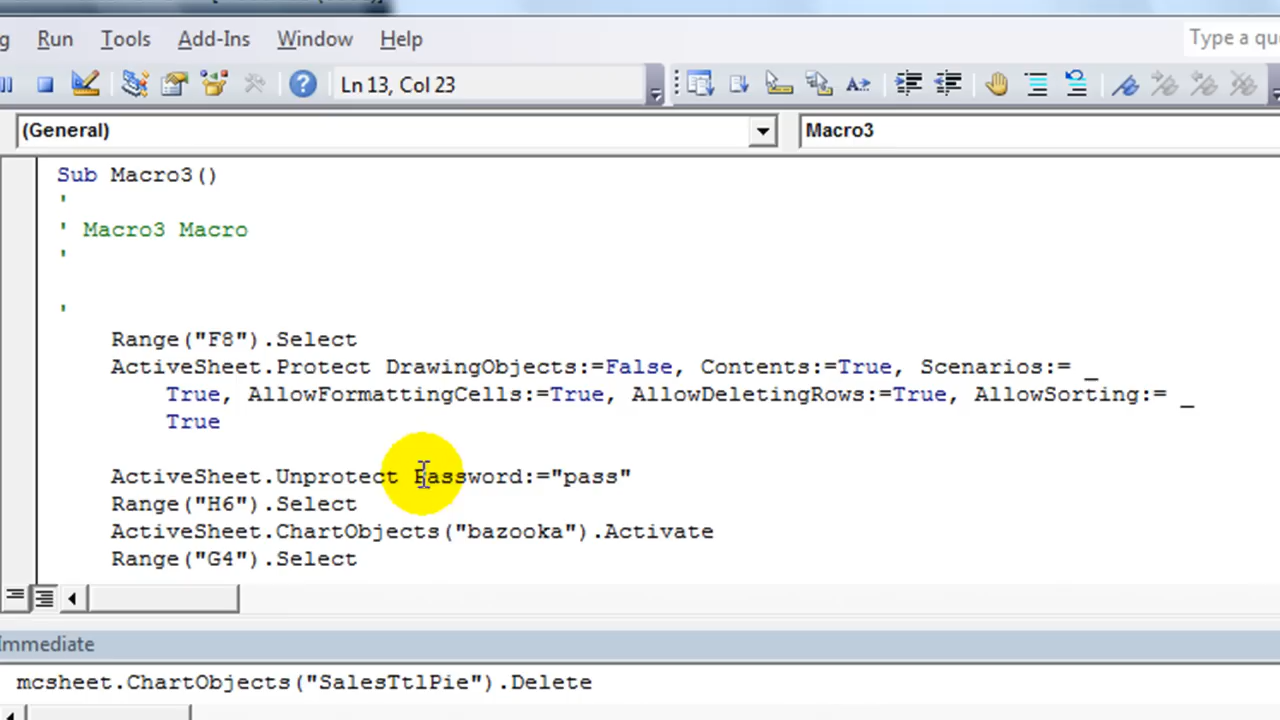 g Run Tools Add-Ins Window Help Type a qu
Ln 13, Col 23
(General) Macro3
Sub Macro3()
'
' Macro3 Macro
'
'
Range("F8").Select
ActiveSheet.Protect DrawingObjects:=False, Contents:=True, Scenarios:= _
True, AllowFormattingCells:=True, AllowDeletingRows:=True, AllowSorting:= _
True
ActiveSheet.Unprotect Password:="pass"
Range("H6").Select
ActiveSheet.ChartObjects("bazooka").Activate
Range("G4").Select
Immediate
mcsheet.ChartObjects("SalesTtlPie").Delete